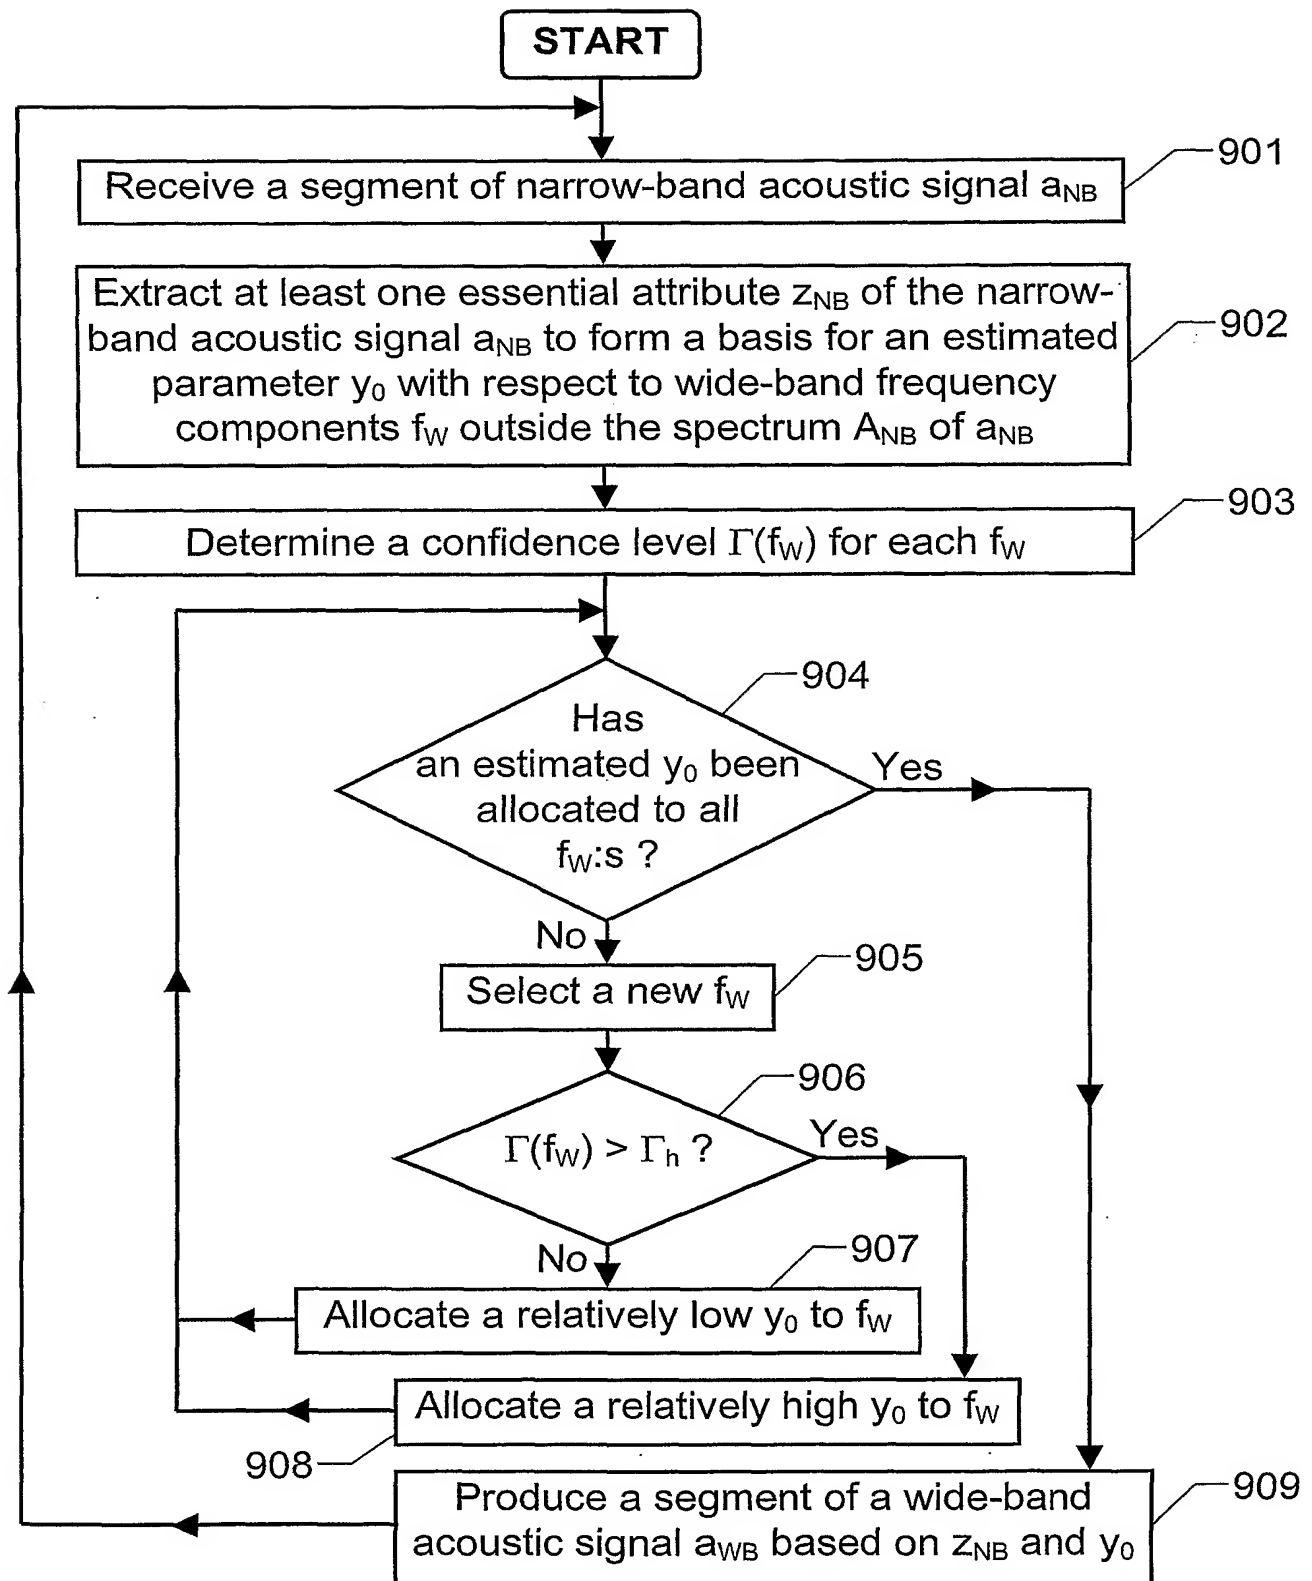 START
901
Receive a segment of narrow-band acoustic signal aNB
Extract at least one essential attribute zNB of the narrow-
band acoustic signal aNB to form a basis for an estimated
parameter y0 with respect to wide-band frequency
components fW outside the spectrum ANB of aNB
902
903
Determine a confidence level Γ(fW) for each fW
904
Has
an estimated y0 been
allocated to all
fW:s ?
Yes
No
905
Select a new fW
906
Γ(fW) > Γh ?
Yes
No
907
Allocate a relatively low y0 to fW
Allocate a relatively high y0 to fW
908
909
Produce a segment of a wide-band
acoustic signal aWB based on zNB and y0